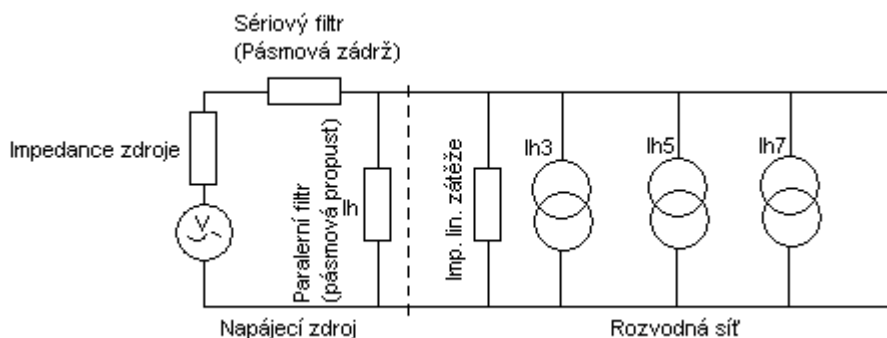 Sériový filtr
(Pásmová zádrž)
Impedance zdroje
V
Paralerní filtr
(pásmová propust)
Ih
Imp. lin. zátěže
Ih3
Ih5
Ih7
Napájecí zdroj
Rozvodná síť